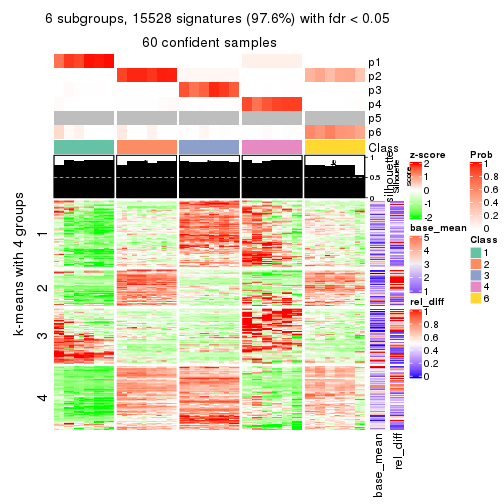 6 subgroups, 15528 signatures (97.6%) with fdr < 0.05
60 confident samples
p1
p2
p3
p4
p5
p6
Class
1
0.5
0
silhouette
Silhouette
score
k-means with 4 groups
1
2
3
4
base_mean
rel_diff
z-score
2
1
0
-1
-2
base_mean
5
4
3
2
1
rel_diff
1
0.8
0.6
0.4
0.2
0
Prob
1
0.8
0.6
0.4
0.2
0
Class
1
2
3
4
6